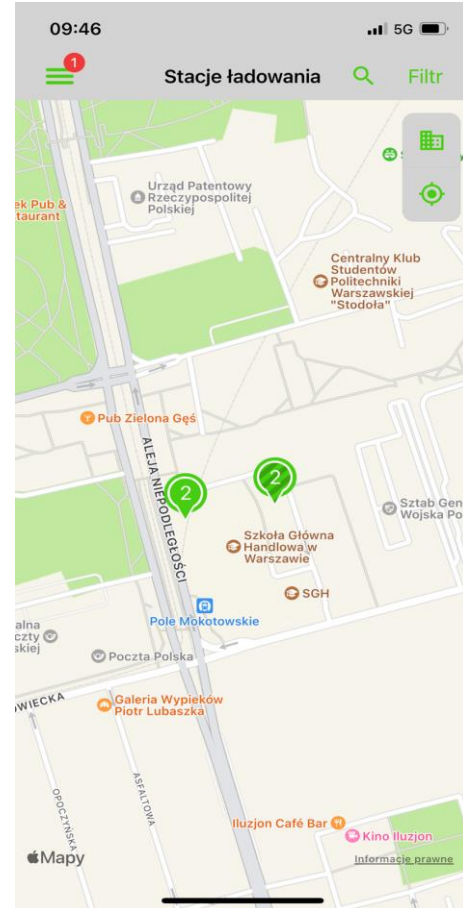 09:46
5G
1
Stacje ładowania
Filtr
Urząd Patentowy
Rzeczypospolitej
Polskiej
ek Pub &
taurant
Centralny Klub
Studentów
Politechniki
Warszawskiej
"Stodoła"
Pub Zielona Gęś
ALEJA NIEPODLEGŁOŚCI
2
2
Sztab Gen
Wojska Po
Szkoła Główna
Handlowa w
Warszawie
SGH
Pole Mokotowskie
alna
czty
skiej
Poczta Polska
OWIECKA
Galeria Wypieków
Piotr Lubaszka
OPOCZYŃSKA
ASFALTOWA
Iluzjon Café Bar
Kino Iluzjon
Mapy
Informacje prawne